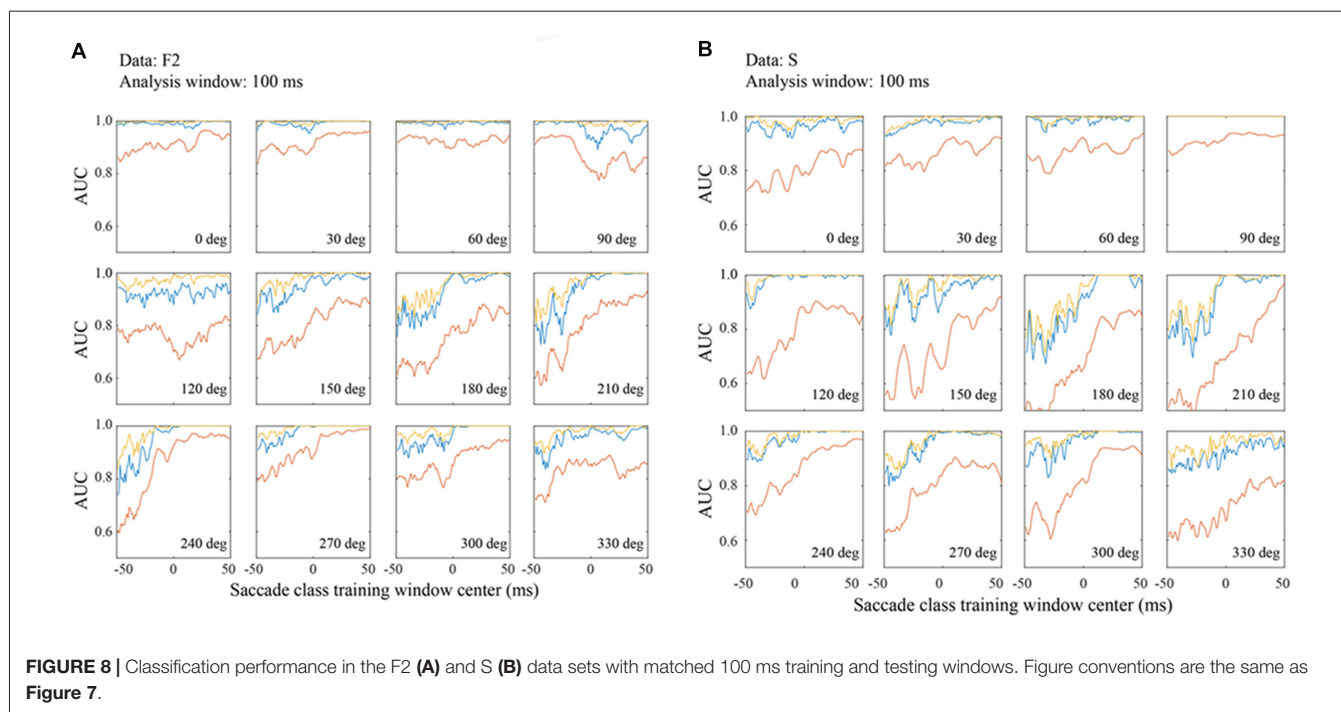 A
Data: F2
Analysis window: 100 ms
1.0
0.8
0.6
AUC
0 deg
30 deg
60 deg
90 deg
1.0
0.8
0.6
AUC
120 deg
150 deg
180 deg
210 deg
1.0
0.8
0.6
AUC
240 deg
270 deg
300 deg
330 deg
-50 0 50 -50 0 50 -50 0 50 -50 0 50
Saccade class training window center (ms)
B
Data: S
Analysis window: 100 ms
1.0
0.8
0.6
AUC
0 deg
30 deg
60 deg
90 deg
1.0
0.8
0.6
AUC
120 deg
150 deg
180 deg
210 deg
1.0
0.8
0.6
AUC
240 deg
270 deg
300 deg
330 deg
-50 0 50 -50 0 50 -50 0 50 -50 0 50
Saccade class training window center (ms)
FIGURE 8 | Classification performance in the F2 (A) and S (B) data sets with matched 100 ms training and testing windows. Figure conventions are the same as
Figure 7.